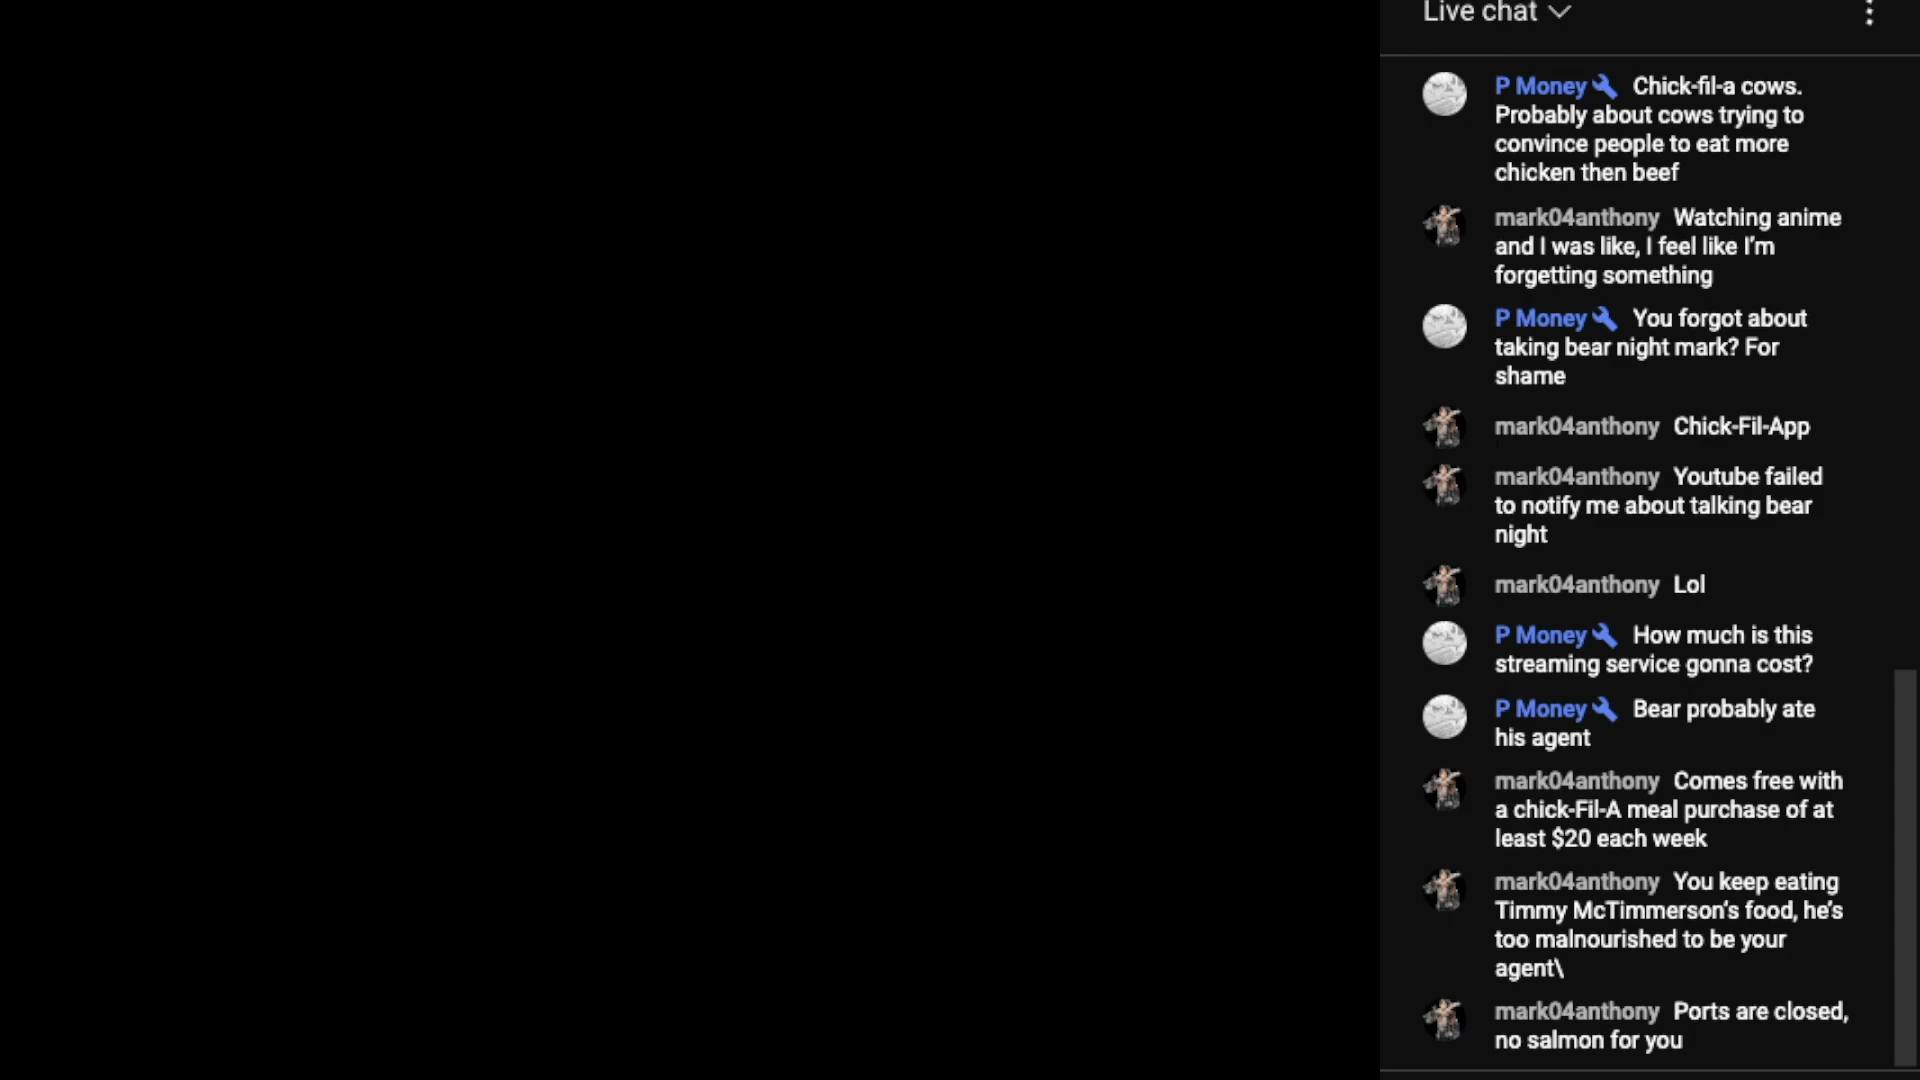 Live chat
P Money Chick-fil-a cows.
Probably about cows trying to
convince people to eat more
chicken then beef
mark04anthony Watching anime
and I was like, I feel like I’m
forgetting something
P Money You forgot about
taking bear night mark? For
shame
mark04anthony Chick-Fil-App
mark04anthony Youtube failed
to notify me about talking bear
night
mark04anthony Lol
P Money How much is this
streaming service gonna cost?
P Money Bear probably ate
his agent
mark04anthony Comes free with
a chick-Fil-A meal purchase of at
least $20 each week
mark04anthony You keep eating
Timmy McTimmerson’s food, he’s
too malnourished to be your
agent\
mark04anthony Ports are closed,
no salmon for you